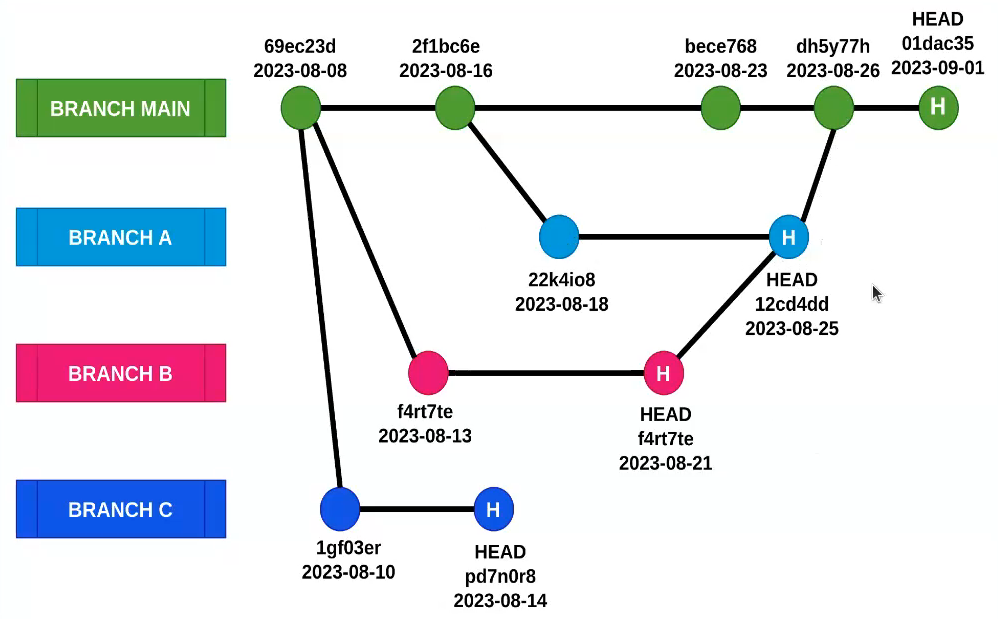 HEAD
69ec23d
2f1bc6e
bece768
dh5y77h
01dac35
2023-08-08
2023-08-16
2023-08-23
2023-08-26
2023-09-01
BRANCH MAIN
H
BRANCH A
H
22k4io8
2023-08-18
HEAD
12cd4dd
2023-08-25
BRANCH B
H
f4rt7te
2023-08-13
HEAD
f4rt7te
2023-08-21
BRANCH C
H
1gf03er
2023-08-10
HEAD
pd7n0r8
2023-08-14